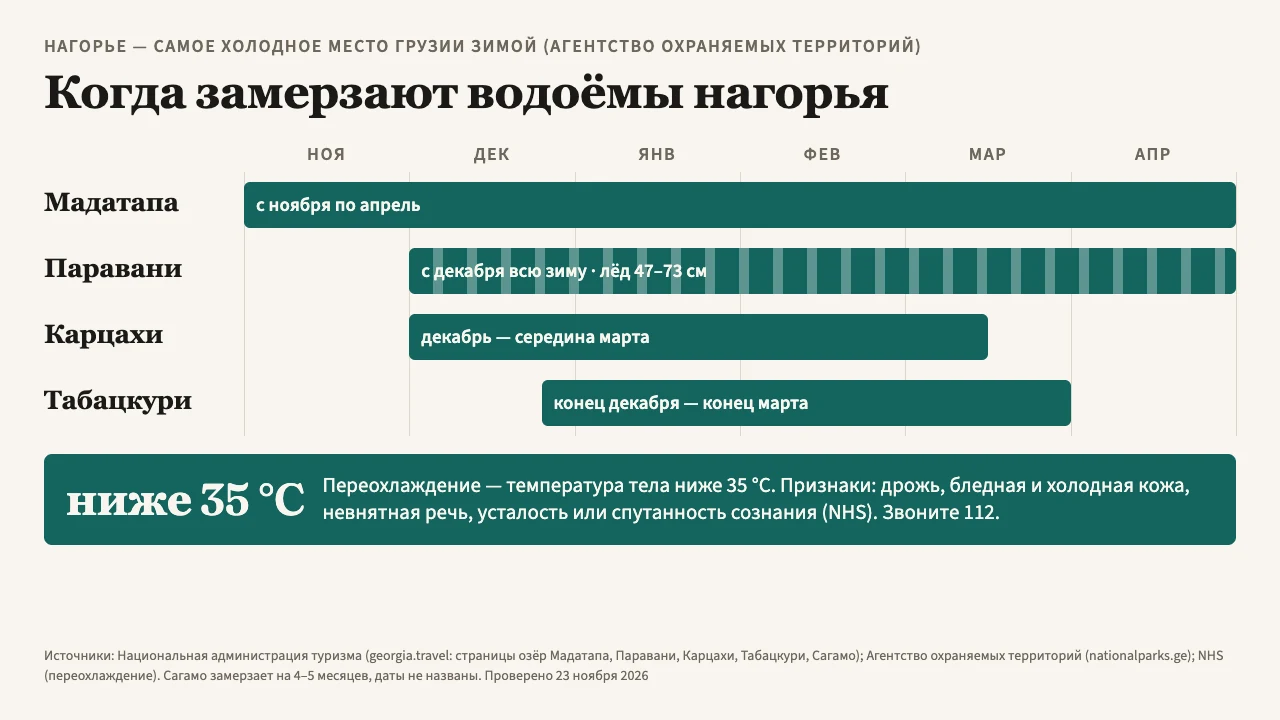 НАГОРЬЕ — САМОЕ ХОЛОДНОЕ МЕСТО ГРУЗИИ ЗИМОЙ (АГЕНТСТВО ОХРАНЯЕМЫХ ТЕРРИТОРИЙ)
Когда замерзают водоёмы нагорья
НОЯ ДЕК ЯНВ ФЕВ МАР АПР
Мадатапа с ноября по апрель
Паравани с декабря всю зиму · лёд 47–73 см
Карцахи декабрь — середина марта
Табацкури конец декабря — конец марта
ниже 35 °C
Переохлаждение — температура тела ниже 35 °C. Признаки: дрожь, бледная и холодная кожа,
невнятная речь, усталость или спутанность сознания (NHS). Звоните 112.
Источники: Национальная администрация туризма (georgia.travel: страницы озёр Мадатапа, Паравани, Карцахи, Табацкури, Сагамо); Агентство охраняемых территорий (nationalparks.ge); NHS
(переохлаждение). Сагамо замерзает на 4–5 месяцев, даты не названы. Проверено 23 ноября 2026